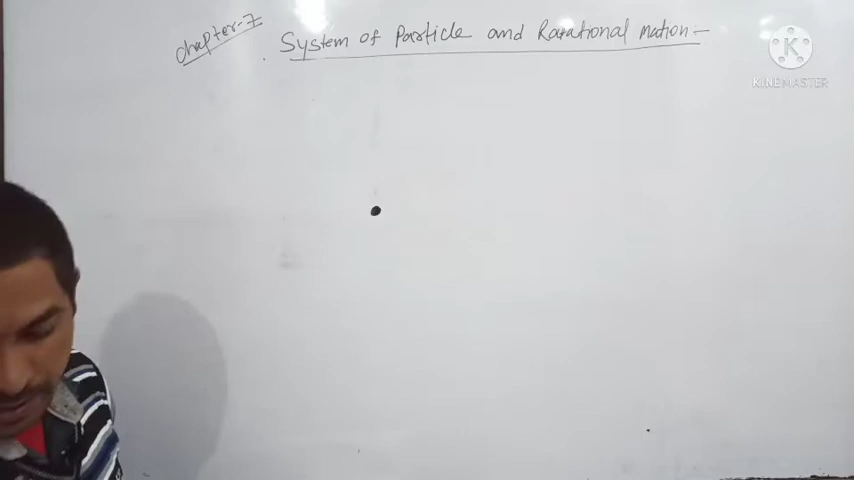 chapter-7
System of Particle and Rotational Motion-
KINEMASTER